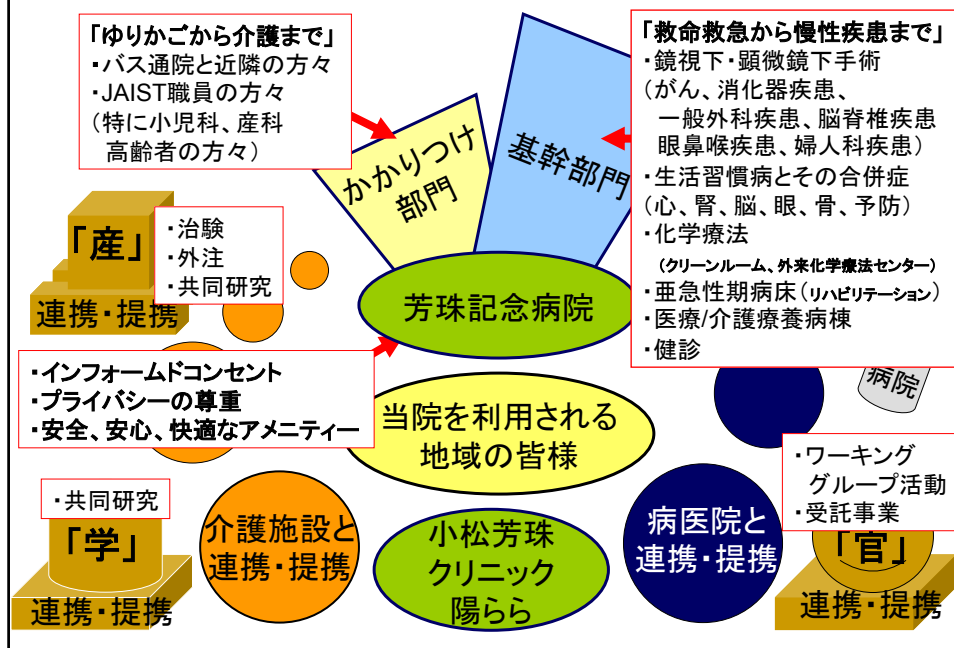 「ゆりかごから介護まで」
・バス通院と近隣の方々
・JAIST職員の方々
（特に小児科、産科
高齢者の方々）
「救命救急から慢性疾患まで」
・鏡視下・顕微鏡下手術
（がん、消化器疾患、
一般外科疾患、脳脊椎疾患
眼鼻喉疾患、婦人科疾患）
・生活習慣病とその合併症
（心、腎、脳、眼、骨、予防）
・化学療法
（クリーンルーム、外来化学療法センター）
・亜急性期病床（リハビリテーション）
・医療/介護療養病棟
・健診
かかりつけ
部門
基幹部門
「産」
連携・提携
・治験
・外注
・共同研究
芳珠記念病院
・インフォームドコンセント
・プライバシーの尊重
・安全、安心、快適なアメニティー
当院を利用される
地域の皆様
病院
・ワーキング
グループ活動
・受託事業
・共同研究
「学」
連携・提携
介護施設と
連携・提携
小松芳珠
クリニック
陽らら
病医院と
連携・提携
「官」
連携・提携